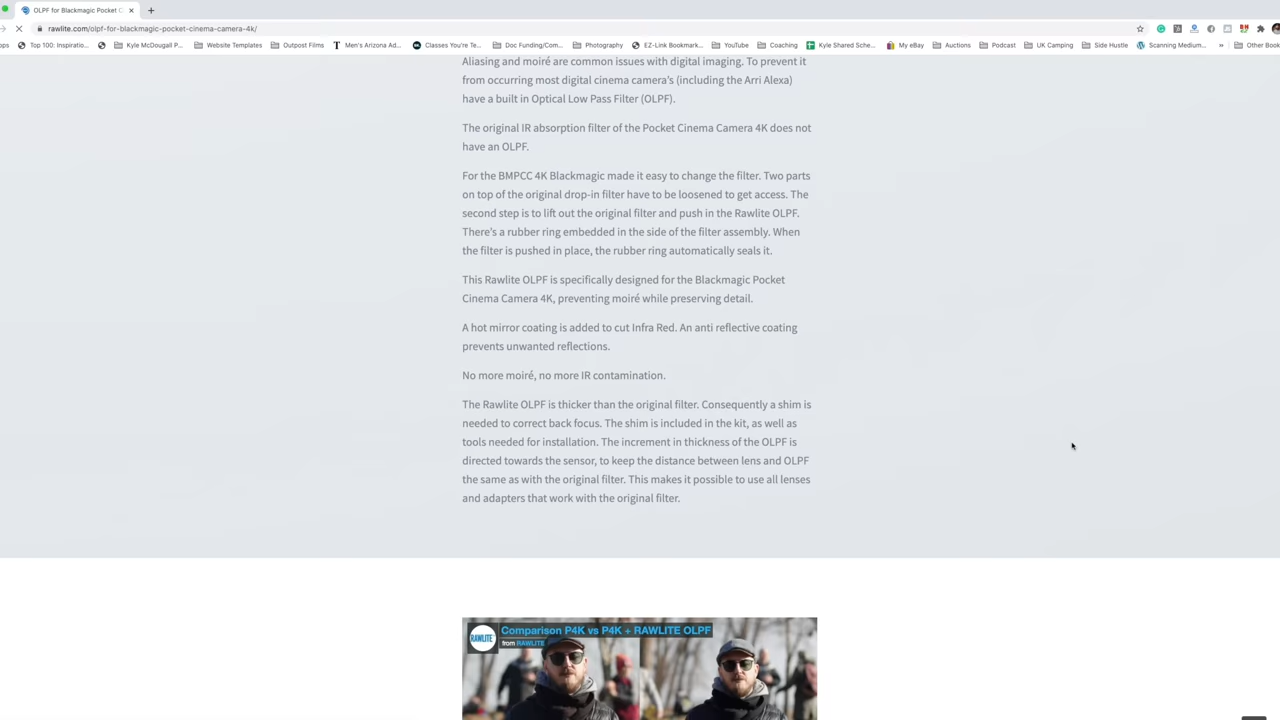 OLPF for Blackmagic Pocket C
rawlite.com/olpf-for-blackmagic-pocket-cinema-camera-4k/
Top 100: Inspiratio... Kyle McDougall P... Website Templates Outpost Films Men's Arizona Ad... Classes You're Te... Doc Funding/Com... Photography EZ-Link Bookmark... YouTube Coaching Kyle Shared Sche... My eBay Auctions Podcast UK Camping Side Hustle Scanning Medium... » Other Book
Aliasing and moiré are common issues with digital imaging. To prevent it
from occurring most digital cinema camera's (including the Arri Alexa)
have a built in Optical Low Pass Filter (OLPF).
The original IR absorption filter of the Pocket Cinema Camera 4K does not
have an OLPF.
For the BMPCC 4K Blackmagic made it easy to change the filter. Two parts
on top of the original drop-in filter have to be loosened to get access. The
second step is to lift out the original filter and push in the Rawlite OLPF.
There's a rubber ring embedded in the side of the filter assembly. When
the filter is pushed in place, the rubber ring automatically seals it.
This Rawlite OLPF is specifically designed for the Blackmagic Pocket
Cinema Camera 4K, preventing moiré while preserving detail.
A hot mirror coating is added to cut Infra Red. An anti reflective coating
prevents unwanted reflections.
No more moiré, no more IR contamination.
The Rawlite OLPF is thicker than the original filter. Consequently a shim is
needed to correct back focus. The shim is included in the kit, as well as
tools needed for installation. The increment in thickness of the OLPF is
directed towards the sensor, to keep the distance between lens and OLPF
the same as with the original filter. This makes it possible to use all lenses
and adapters that work with the original filter.
RAWLITE
Comparison P4K vs P4K + RAWLITE OLPF
from RAWLITE